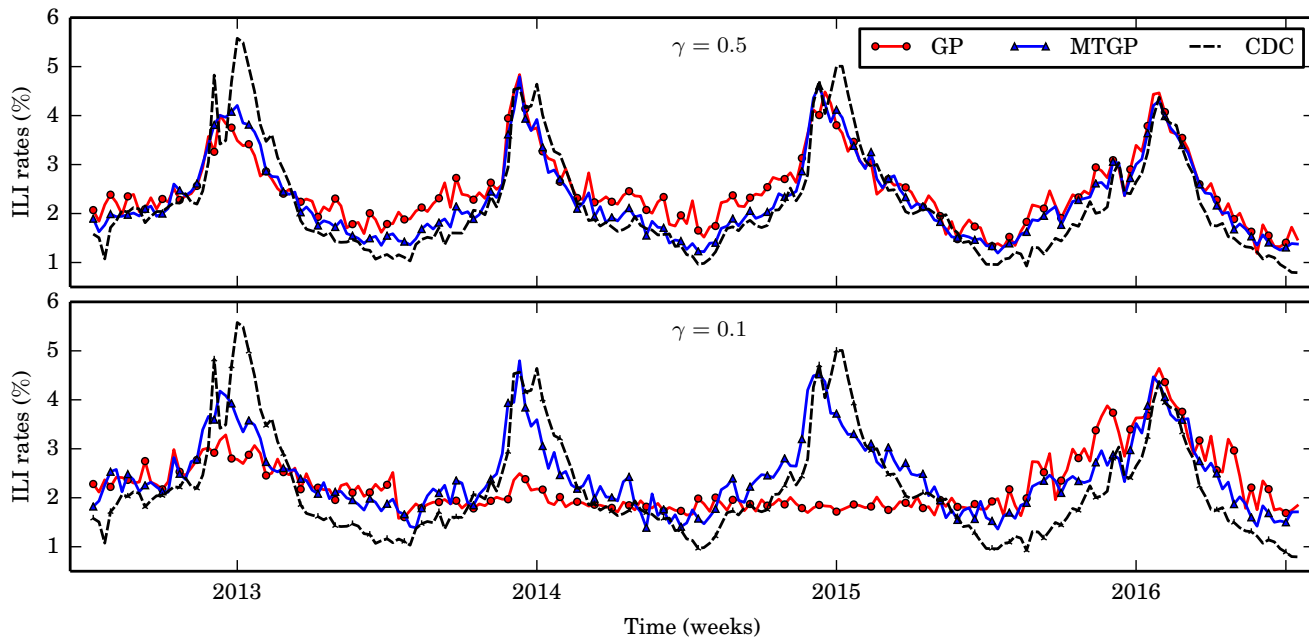 6
5
4
3
2
1
ILI rates (%)
γ = 0.5
GP MTGP CDC
6
5
4
3
2
1
ILI rates (%)
γ = 0.1
2013 2014 2015 2016
Time (weeks)